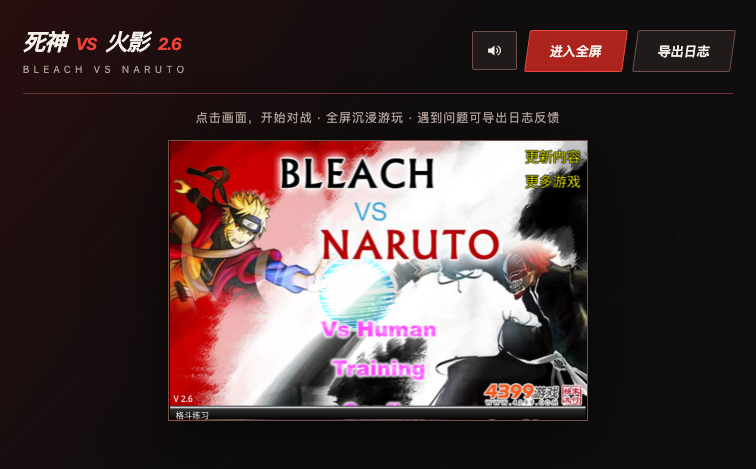 死神 VS 火影 2.6
BLEACH VS NARUTO
进入全屏
导出日志
点击画面，开始对战 · 全屏沉浸游玩 · 遇到问题可导出日志反馈
更新内容
更多游戏
BLEACH
VS
NARUTO
Vs Human
Training
V 2.6
4399游戏
WWW.4399.COM
格斗练习